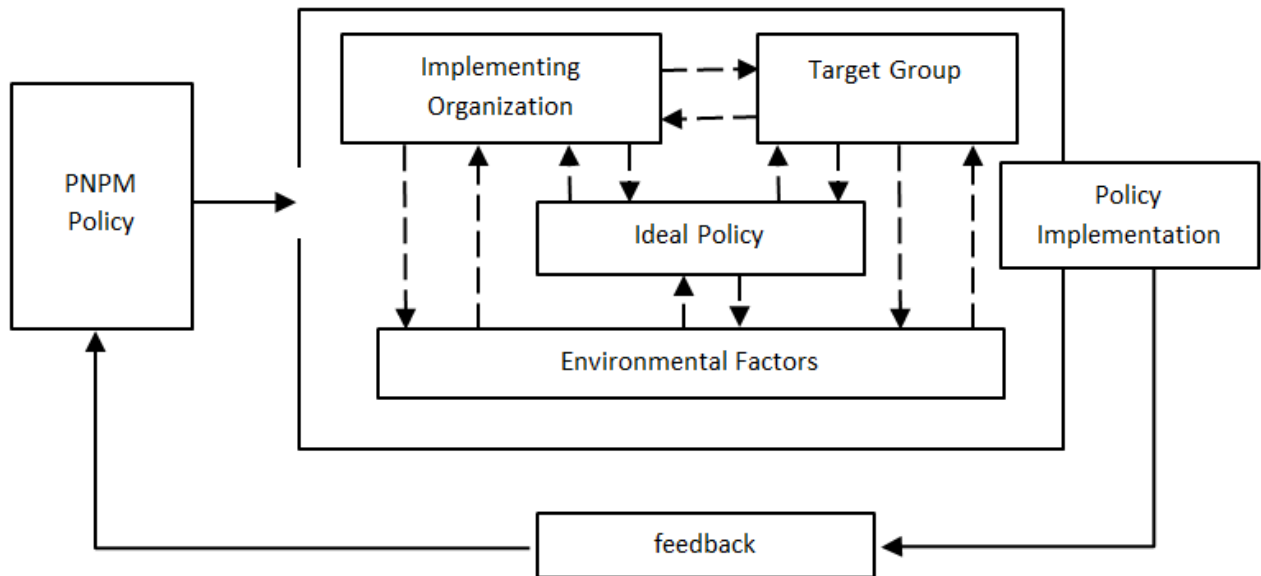 PNPM
Policy
Implementing
Organization
Target Group
Ideal Policy
Environmental Factors
Policy
Implementation
feedback